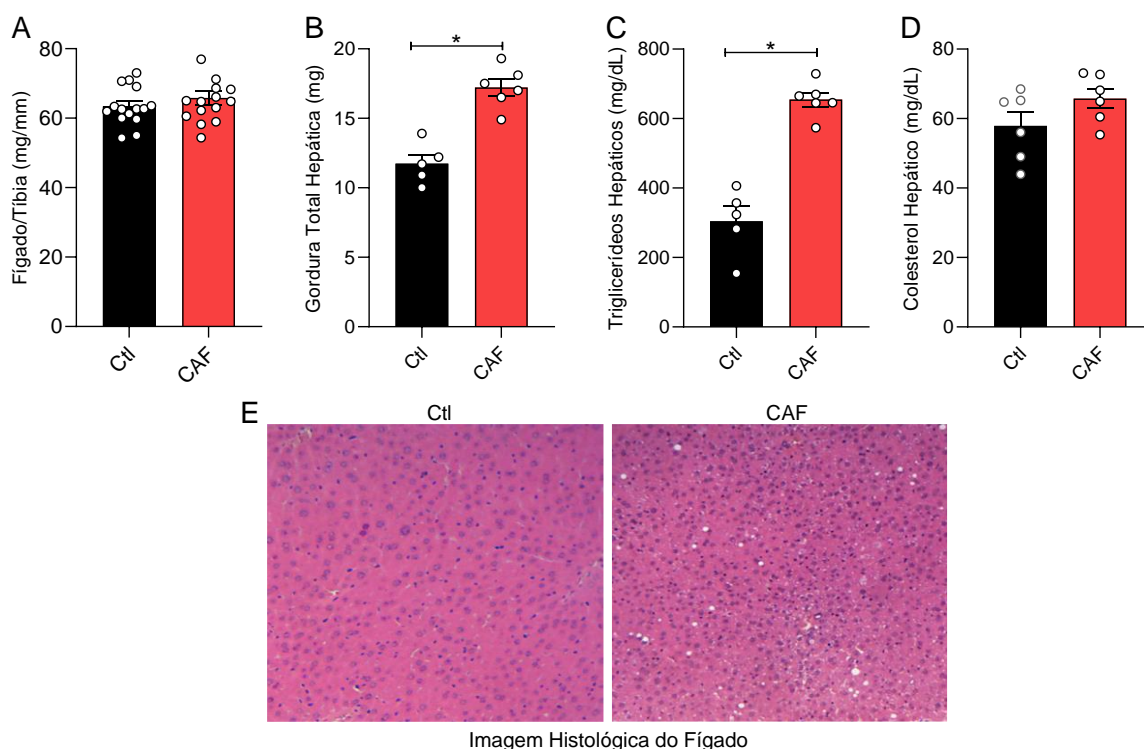 A
Fígado/Tibia (mg/mm)
80
60
40
20
0
Ctl
CAF
B
Gordura Total Hepática (mg)
20
15
10
5
0
*
Ctl
CAF
C
Triglicerídeos Hepáticos (mg/dL)
800
600
400
200
0
*
Ctl
CAF
D
Colesterol Hepático (mg/dL)
80
60
40
20
0
Ctl
CAF
E
Ctl
CAF
Imagem Histológica do Fígado